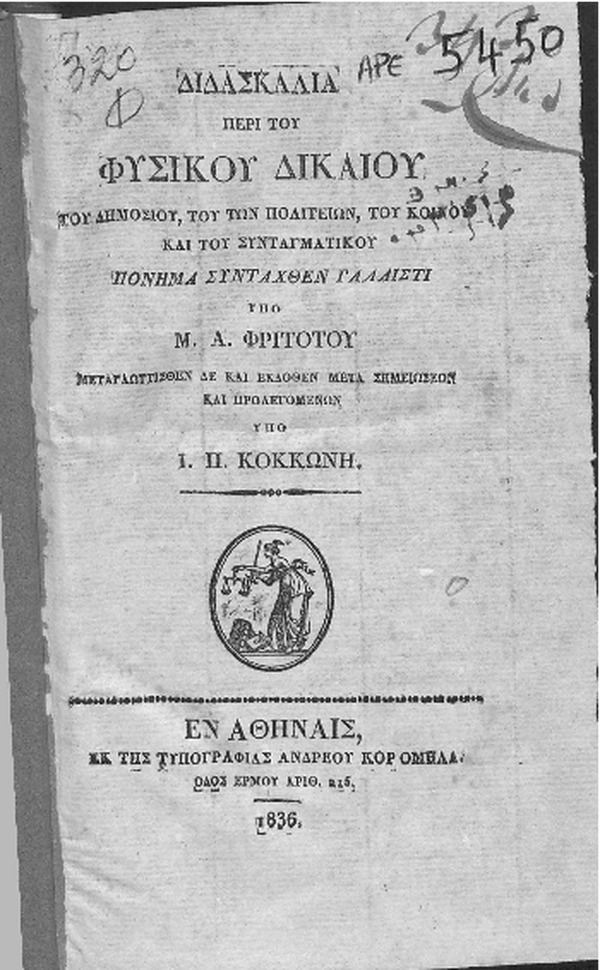 320
Φ
ΑΡΕ 5450
ΔΙΔΑΣΚΑΛΙΑ
ΠΕΡΙ ΤΟΥ
ΦΥΣΙΚΟΥ ΔΙΚΑΙΟΥ
ΤΟΥ ΔΗΜΟΣΙΟΥ, ΤΟΥ ΤΩΝ ΠΟΛΙΤΕΙΩΝ, ΤΟΥ ΚΟΙΝΟΥ
ΚΑΙ ΤΟΥ ΣΥΝΤΑΓΜΑΤΙΚΟΥ
ΠΟΝΗΜΑ ΣΥΝΤΑΧΘΕΝ ΓΑΛΛΙΣΤΙ
ΥΠΟ
Μ. Α. ΦΡΙΤΟΤΟΥ
ΜΕΤΑΓΛΩΤΤΙΣΘΕΝ ΔΕ ΚΑΙ ΕΚΔΟΘΕΝ ΜΕΤΑ ΣΗΜΕΙΩΣΕΩΝ
ΚΑΙ ΠΡΟΛΕΓΟΜΕΝΩΝ
ΥΠΟ
Ι. Π. ΚΟΚΚΩΝΗ.
ΕΝ ΑΘΗΝΑΙΣ,
ΕΚ ΤΗΣ ΤΥΠΟΓΡΑΦΙΑΣ ΑΝΔΡΕΟΥ ΚΟΡΟΜΗΛΑ.
ΟΔΟΣ ΕΡΜΟΥ ΑΡΙΘ. 215.
1836.